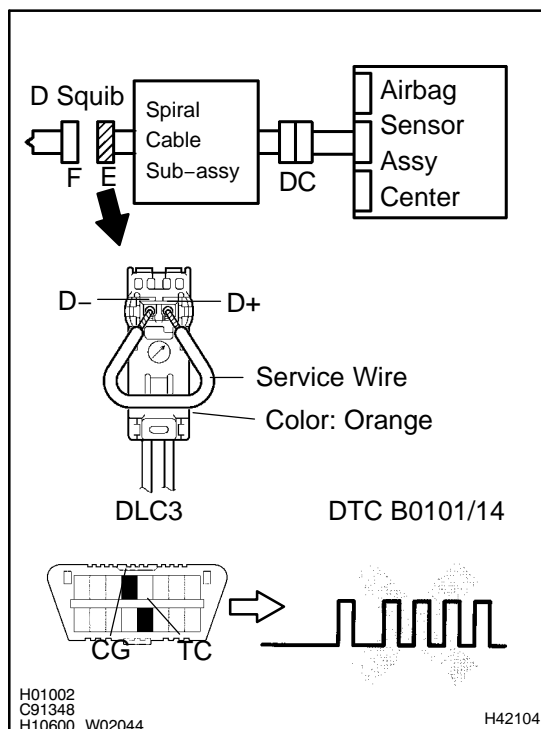 D Squib
F
E
Spiral
Cable
Sub-assy
DC
Airbag
Sensor
Assy
Center
D-
D+
Service Wire
Color: Orange
DLC3
DTC B0101/14
CG
TC
H01002
C91348
H10600 W02044
H42104